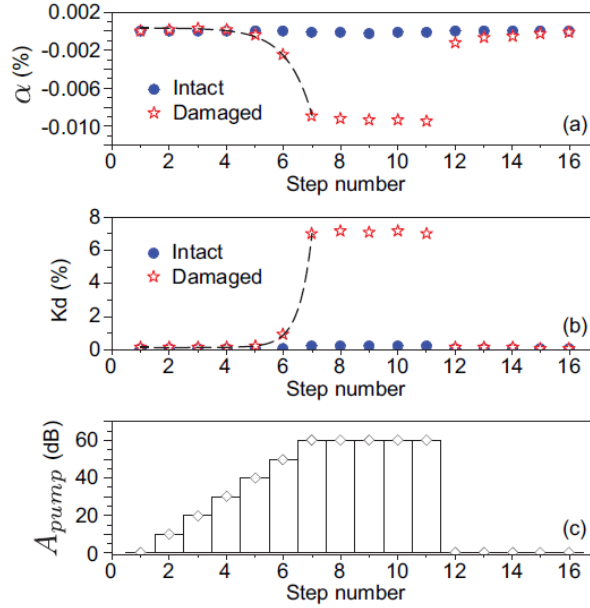 0.002
-0.002
-0.006
-0.010
α (%)
Intact
Damaged
(a)
0 2 4 6 8 10 12 14 16
Step number
8
6
4
2
0
Kd (%)
Intact
Damaged
(b)
0 2 4 6 8 10 12 14 16
Step number
60
40
20
0
A_pump (dB)
(c)
0 2 4 6 8 10 12 14 16
Step number